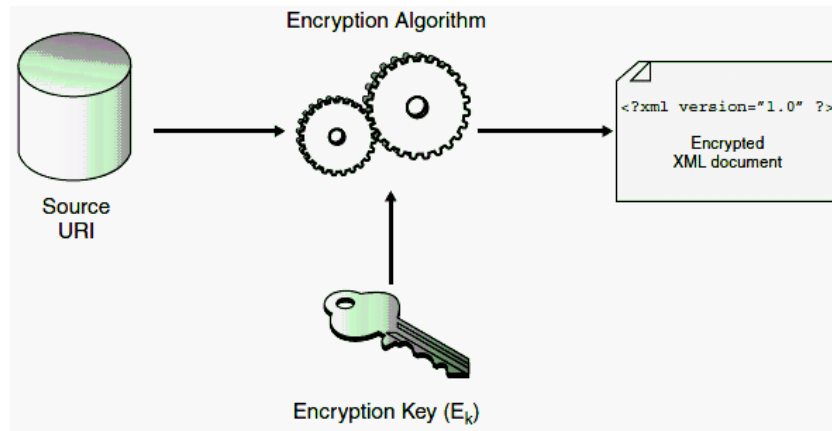 Encryption Algorithm
<?xml version="1.0" ?>
Encrypted
XML document
Source
URI
Encryption Key (Ek)